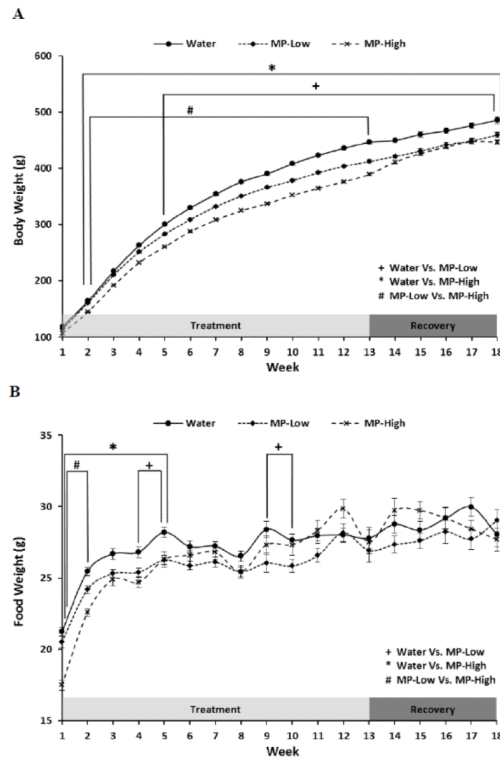 A
Water MP-Low MP-High
600
500
400
300
200
100
Body Weight (g)
*
+
#
+ Water Vs. MP-Low
* Water Vs. MP-High
# MP-Low Vs. MP-High
Treatment Recovery
1 2 3 4 5 6 7 8 9 10 11 12 13 14 15 16 17 18
Week
B
Water MP-Low MP-High
35
30
25
20
15
Food Weight (g)
*
# + +
+ Water Vs. MP-Low
* Water Vs. MP-High
# MP-Low Vs. MP-High
Treatment Recovery
1 2 3 4 5 6 7 8 9 10 11 12 13 14 15 16 17 18
Week